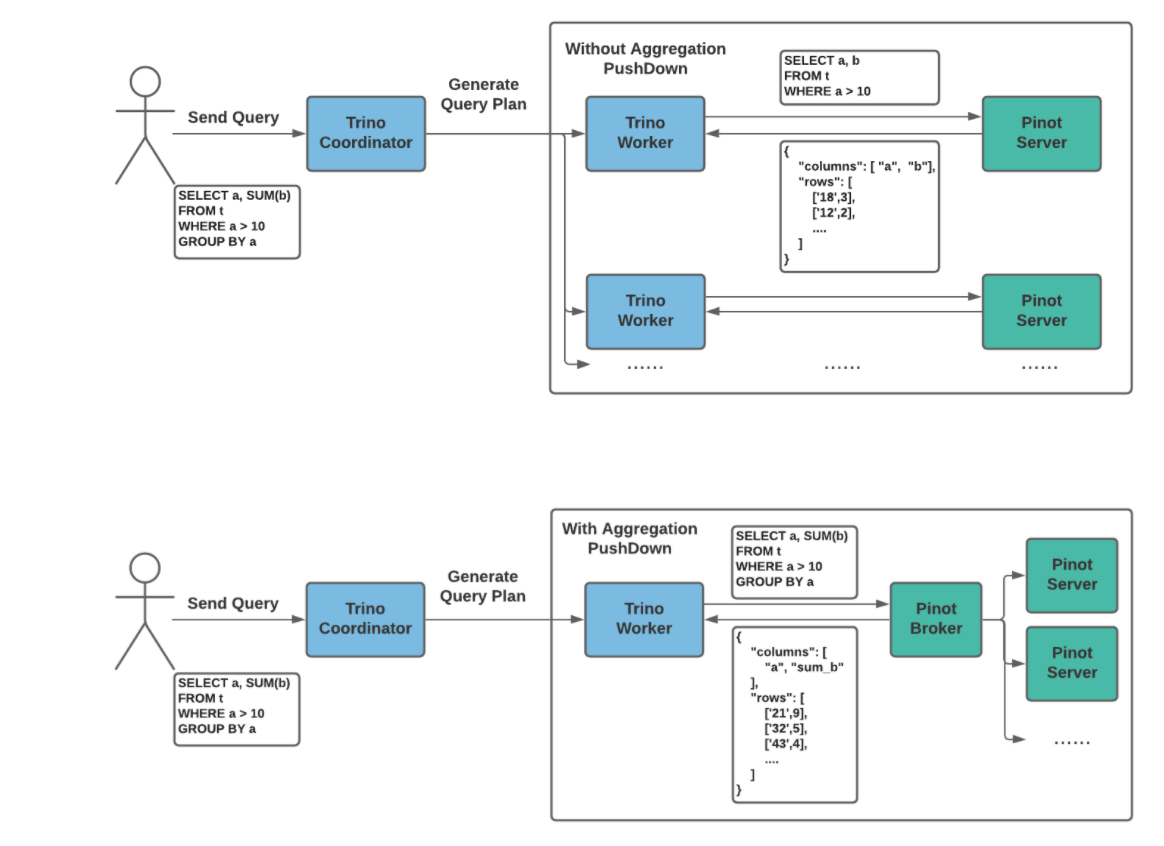 Without Aggregation
PushDown
SELECT a, b
FROM t
WHERE a > 10
Generate
Query Plan
Send Query
Trino
Coordinator
Trino
Worker
Pinot
Server
{
"columns": [ "a",  "b"],
"rows": [
['18',3],
['12',2],
....
]
}
SELECT a, SUM(b)
FROM t
WHERE a > 10
GROUP BY a
Trino
Worker
Pinot
Server
......
......
......
With Aggregation
PushDown
SELECT a, SUM(b)
FROM t
WHERE a > 10
GROUP BY a
Generate
Query Plan
Send Query
Trino
Coordinator
Trino
Worker
Pinot
Broker
Pinot
Server
Pinot
Server
......
{
"columns": [
"a", "sum_b"
],
"rows": [
['21',9],
['32',5],
['43',4],
....
]
}
SELECT a, SUM(b)
FROM t
WHERE a > 10
GROUP BY a